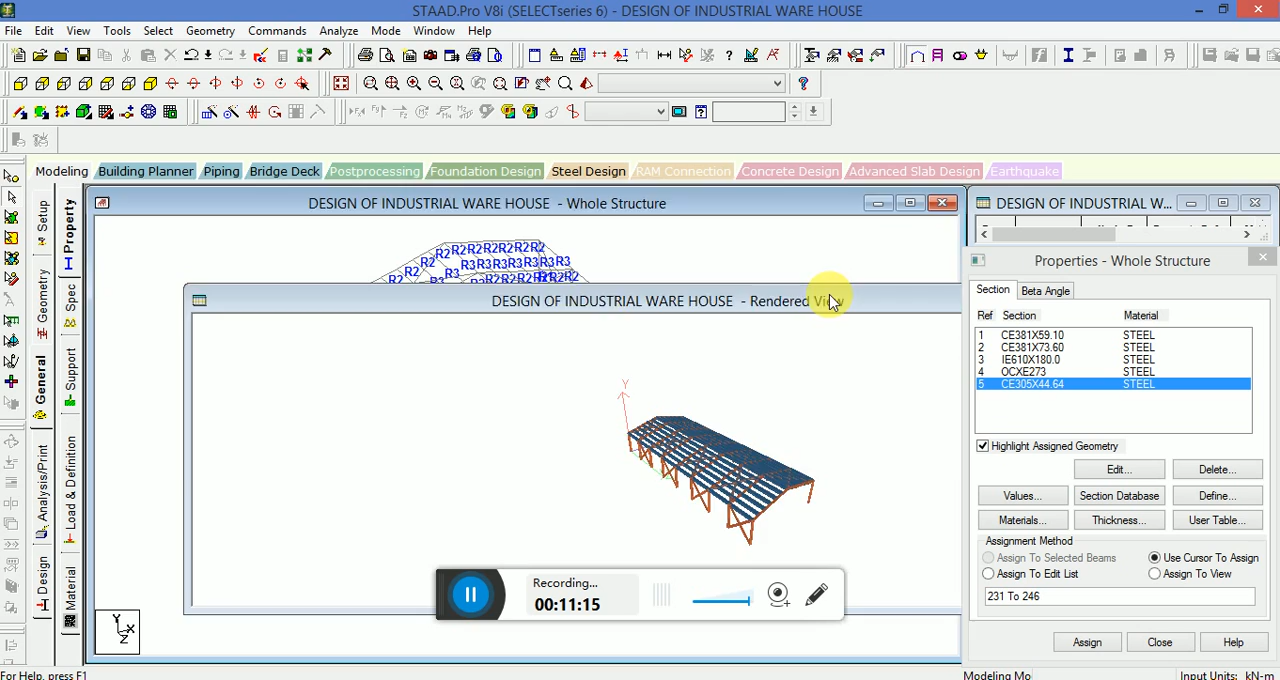 STAAD.Pro V8i (SELECTseries 6) - DESIGN OF INDUSTRIAL WARE HOUSE
File Edit View Tools Select Geometry Commands Analyze Mode Window Help
Modeling Building Planner Piping Bridge Deck Postprocessing Foundation Design Steel Design RAM Connection Concrete Design Advanced Slab Design Earthquake
DESIGN OF INDUSTRIAL WARE HOUSE - Whole Structure
DESIGN OF INDUSTRIAL W...
Setup
Geometry
General
Analysis/Print
Design
Property
Spec
Support
Load & Definition
Material
DESIGN OF INDUSTRIAL WARE HOUSE - Rendered View
Y
Y
X
Z
Recording...
00:11:15
Properties - Whole Structure
Section Beta Angle
Ref Section Material
1 CE381X59.10 STEEL
2 CE381X73.60 STEEL
3 IE610X180.0 STEEL
4 OCXE273 STEEL
5 CE305X44.64 STEEL
Highlight Assigned Geometry
Edit... Delete...
Values... Section Database Define...
Materials... Thickness... User Table...
Assignment Method
Assign To Selected Beams Use Cursor To Assign
Assign To Edit List Assign To View
231 To 246
Assign Close Help
For Help, press F1
Modeling Mo
Input Units: kN-m